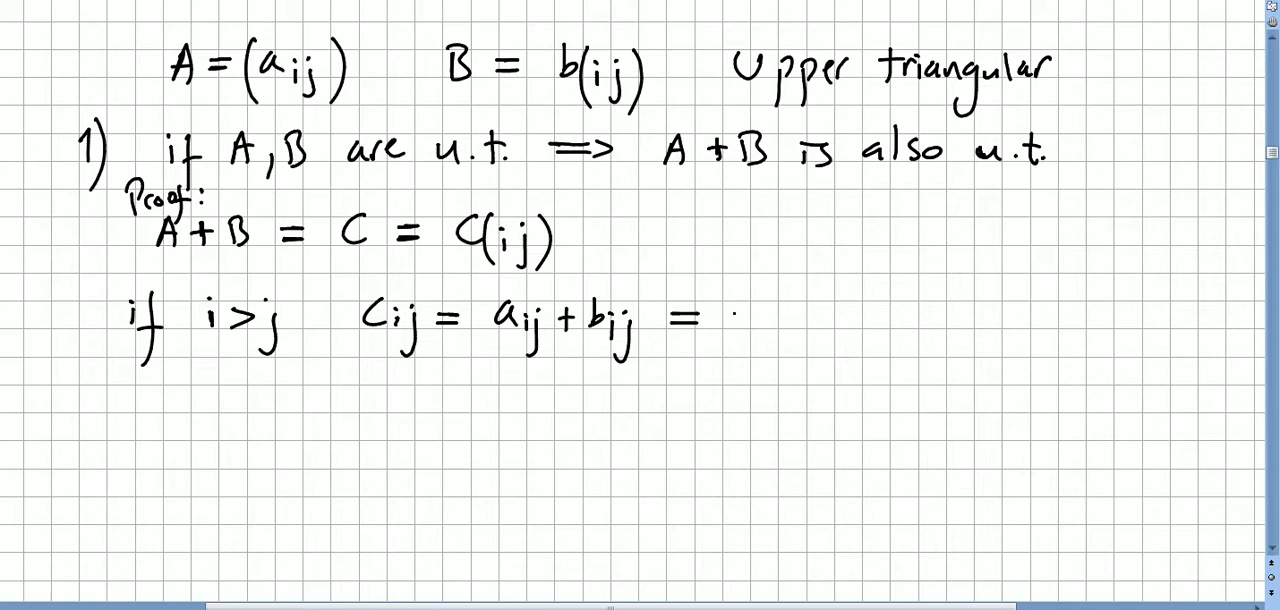 A = (aij) B = b(ij) Upper triangular
1) if A, B are u.t. ⟹ A + B is also u.t.
Proof:
A + B = C = C(ij)
if i > j Cij = aij + bij =